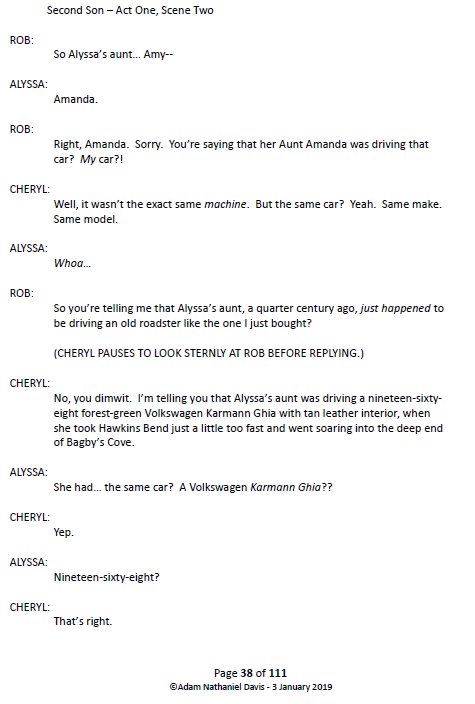 Second Son – Act One, Scene Two
ROB:
So Alyssa’s aunt… Amy--
ALYSSA:
Amanda.
ROB:
Right, Amanda.  Sorry.  You’re saying that her Aunt Amanda was driving that
car?  My car?!
CHERYL:
Well, it wasn’t the exact same machine.  But the same car?  Yeah.  Same make.
Same model.
ALYSSA:
Whoa…
ROB:
So you’re telling me that Alyssa’s aunt, a quarter century ago, just happened to
be driving an old roadster like the one I just bought?
(CHERYL PAUSES TO LOOK STERNLY AT ROB BEFORE REPLYING.)
CHERYL:
No, you dimwit.  I’m telling you that Alyssa’s aunt was driving a nineteen-sixty-
eight forest-green Volkswagen Karmann Ghia with tan leather interior, when
she took Hawkins Bend just a little too fast and went soaring into the deep end
of Bagby’s Cove.
ALYSSA:
She had… the same car?  A Volkswagen Karmann Ghia??
CHERYL:
Yep.
ALYSSA:
Nineteen-sixty-eight?
CHERYL:
That’s right.
Page 38 of 111
©Adam Nathaniel Davis - 3 January 2019